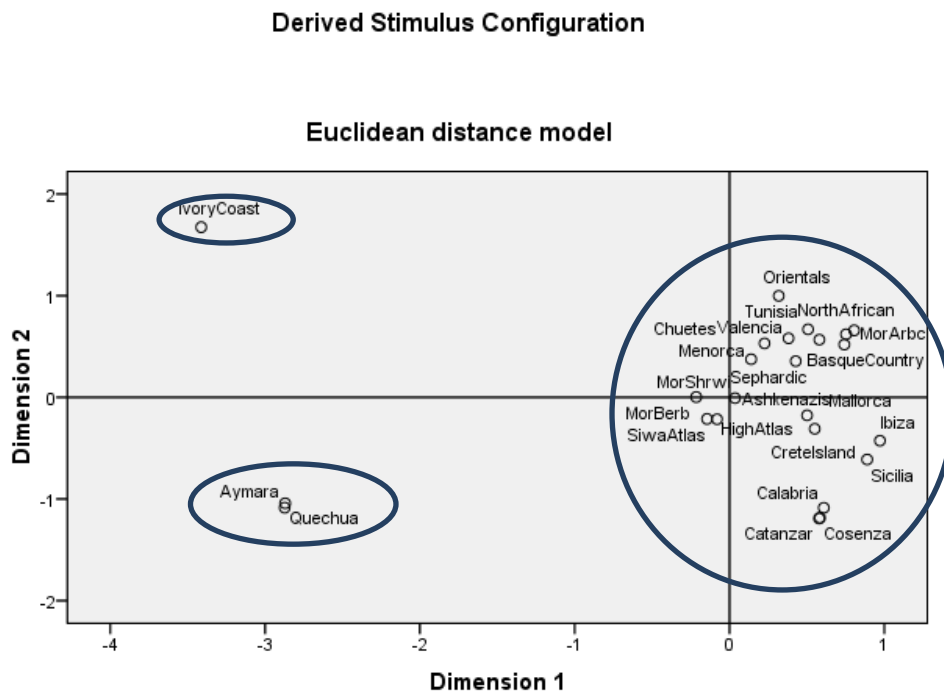 Derived Stimulus Configuration
Euclidean distance model
2
IvoryCoast
1
Orientals
Tunisia NorthAfrican
Chuetes Valencia
MorArbc
Menorca
BasqueCountry
MorShrw Sephardic
0
Ashkenazis Mallorca
MorBerb
Ibiza
SiwaAtlas
HighAtlas
CreteIsland
Sicilia
-1
Aymara
Calabria
Quechua
Catanzar
Cosenza
-2
-4 -3 -2 -1 0 1
Dimension 2
Dimension 1